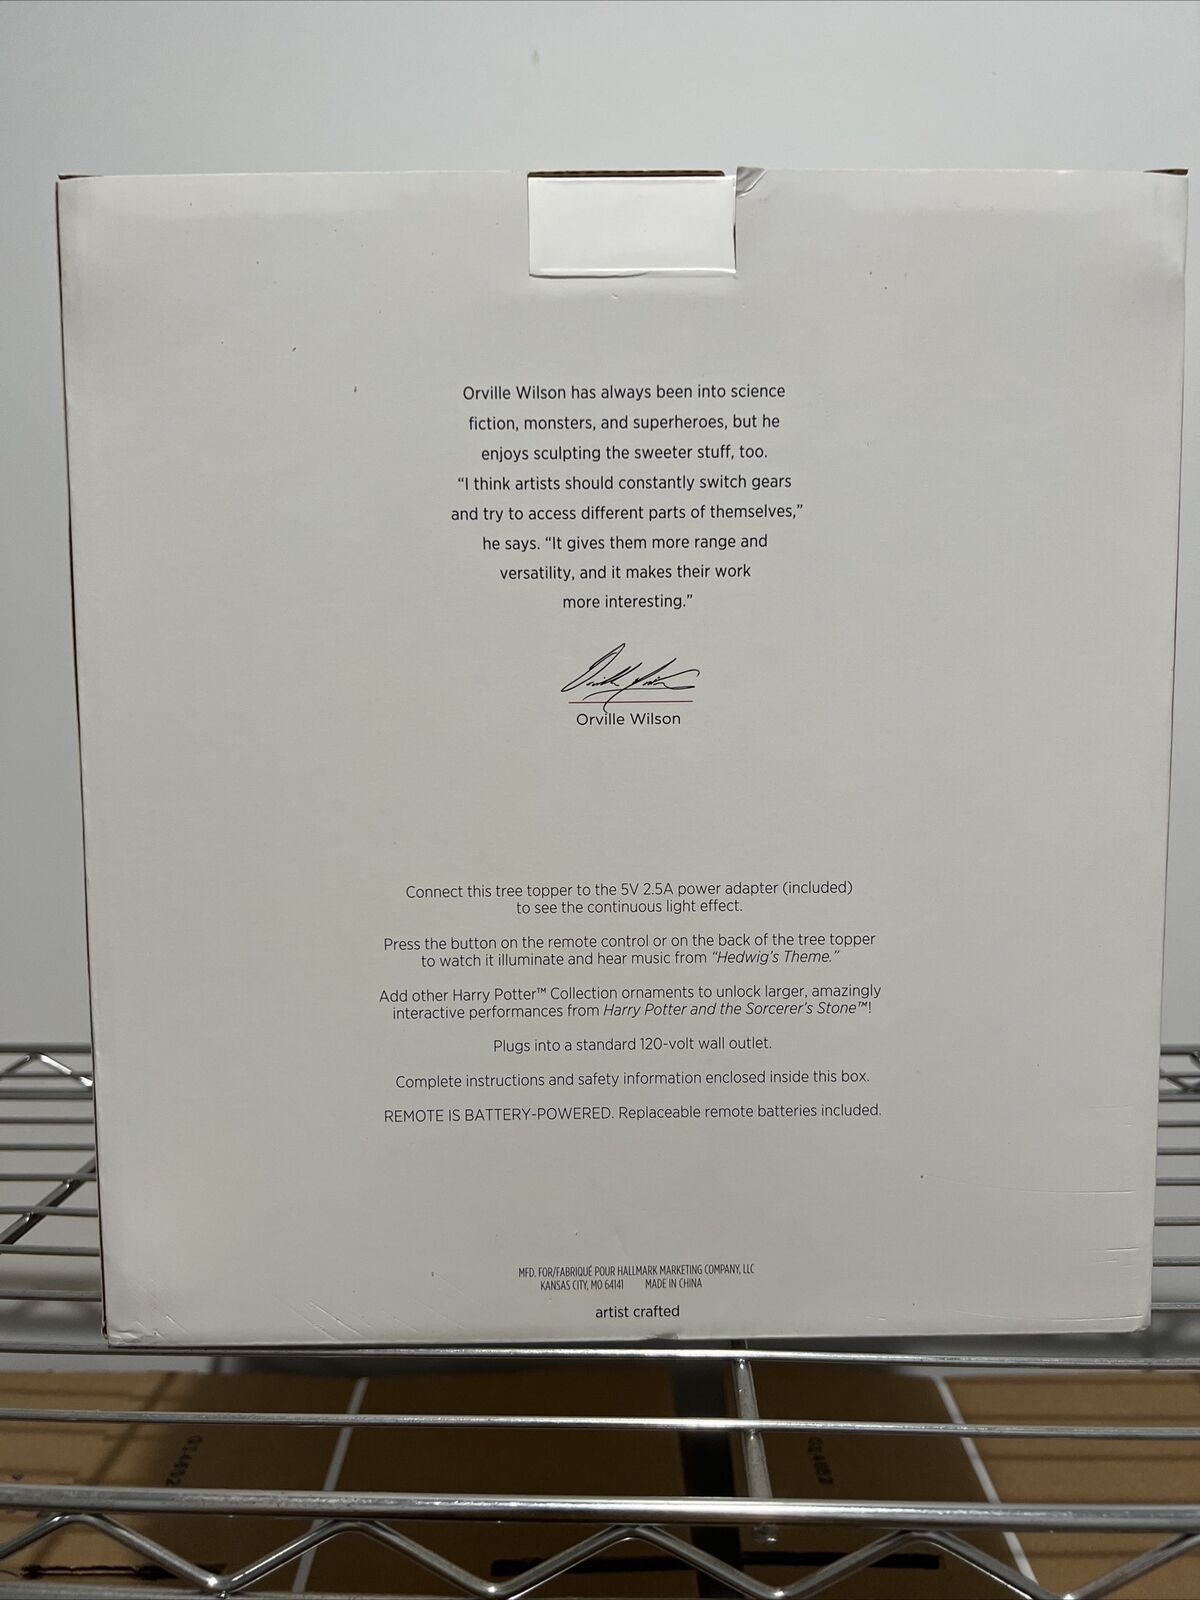 Orville Wilson has always been into science
fiction, monsters, and superheroes, but he
enjoys sculpting the sweeter stuff, too.
“I think artists should constantly switch gears
and try to access different parts of themselves,”
he says. “It gives them more range and
versatility, and it makes their work
more interesting.”
Orville Wilson
Connect this tree topper to the 5V 2.5A power adapter (included)
to see the continuous light effect.
Press the button on the remote control or on the back of the tree topper
to watch it illuminate and hear music from “Hedwig's Theme.”
Add other Harry Potter™ Collection ornaments to unlock larger, amazingly
interactive performances from Harry Potter and the Sorcerer's Stone™!
Plugs into a standard 120-volt wall outlet.
Complete instructions and safety information enclosed inside this box.
REMOTE IS BATTERY-POWERED. Replaceable remote batteries included.
MFD. FOR/FABRIQUÉ POUR HALLMARK MARKETING COMPANY, LLC
KANSAS CITY, MO 64141 MADE IN CHINA
artist crafted